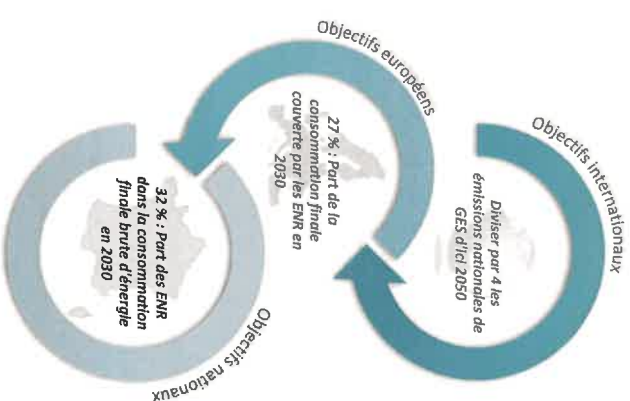 Objectifs internationaux
Diviser par 4 les
émissions nationales de
GES d'ici 2050
Objectifs européens
27 % : Part de la
consommation finale
couverte par les ENR en
2030
Objectifs nationaux
32 % : Part des ENR
dans la consommation
finale brute d'énergie
en 2030